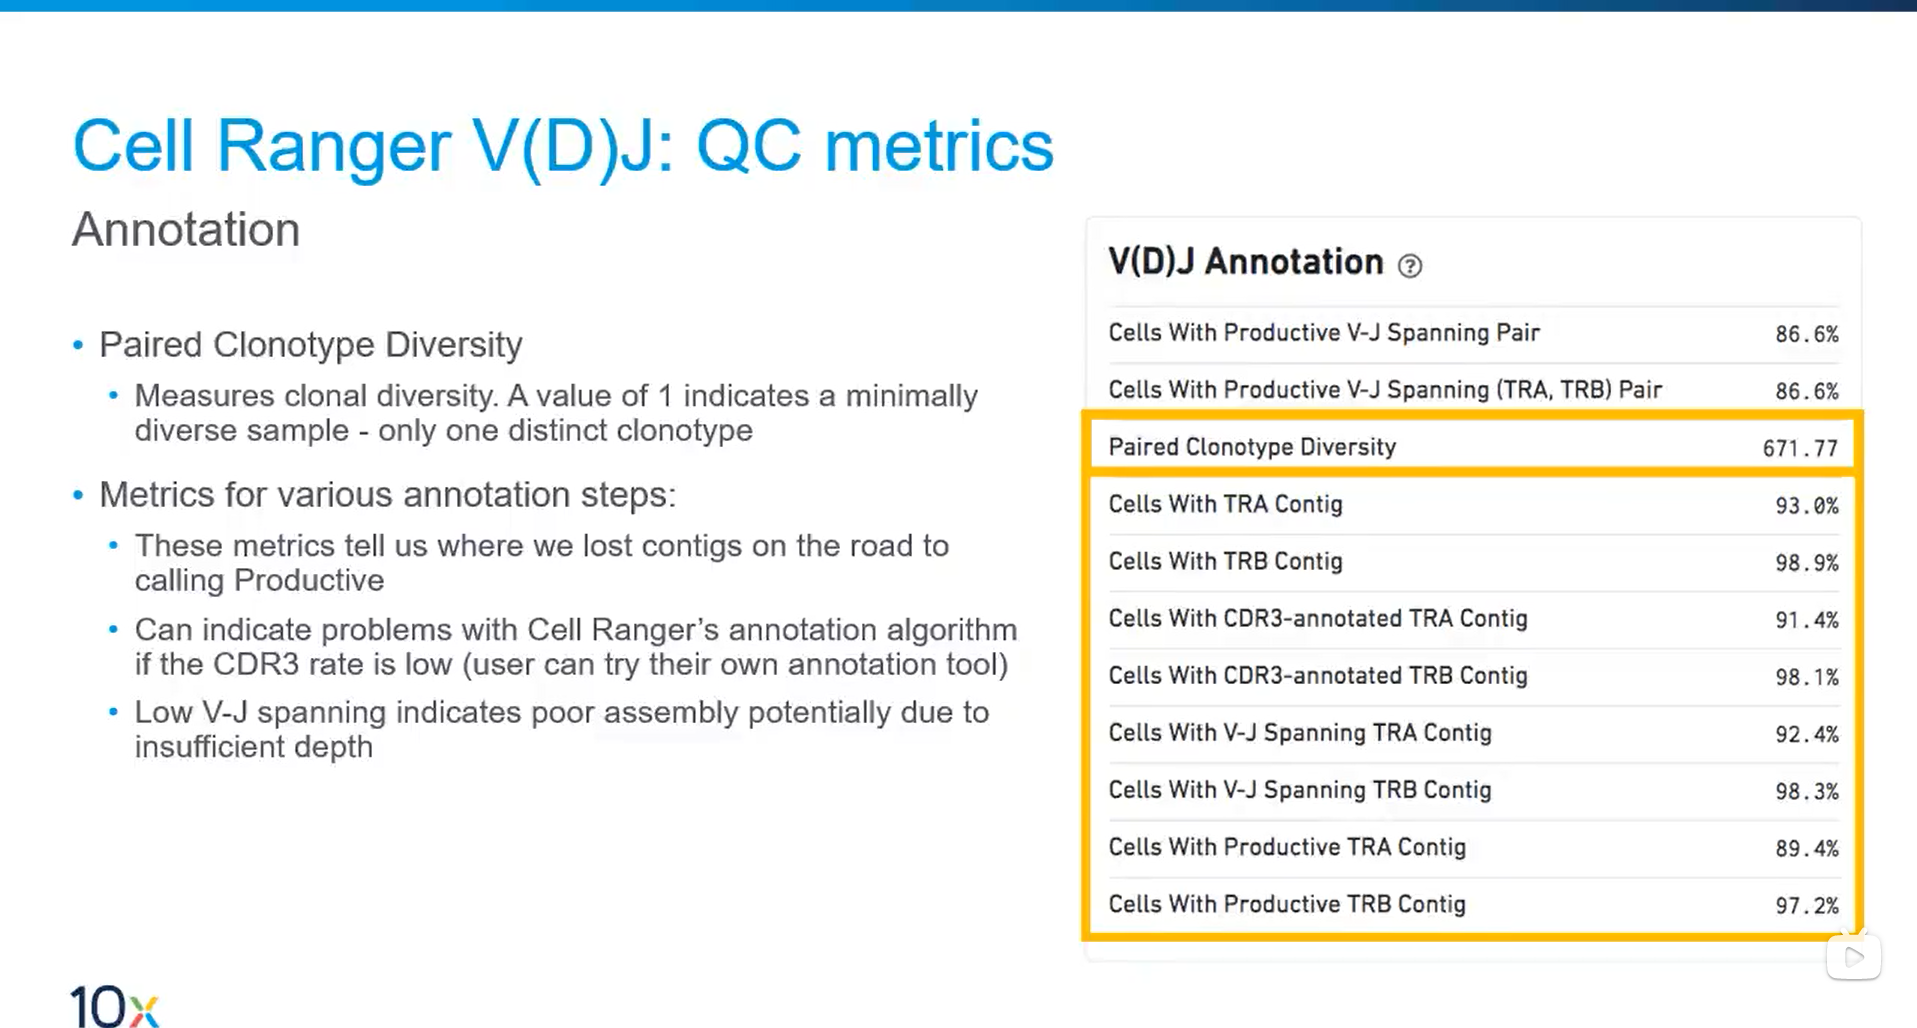 Cell Ranger V(D)J: QC metrics
Annotation
• Paired Clonotype Diversity
• Measures clonal diversity. A value of 1 indicates a minimally
diverse sample - only one distinct clonotype
• Metrics for various annotation steps:
• These metrics tell us where we lost contigs on the road to
calling Productive
• Can indicate problems with Cell Ranger’s annotation algorithm
if the CDR3 rate is low (user can try their own annotation tool)
• Low V-J spanning indicates poor assembly potentially due to
insufficient depth
V(D)J Annotation ?
Cells With Productive V-J Spanning Pair 86.6%
Cells With Productive V-J Spanning (TRA, TRB) Pair 86.6%
Paired Clonotype Diversity 671.77
Cells With TRA Contig 93.0%
Cells With TRB Contig 98.9%
Cells With CDR3-annotated TRA Contig 91.4%
Cells With CDR3-annotated TRB Contig 98.1%
Cells With V-J Spanning TRA Contig 92.4%
Cells With V-J Spanning TRB Contig 98.3%
Cells With Productive TRA Contig 89.4%
Cells With Productive TRB Contig 97.2%
10x